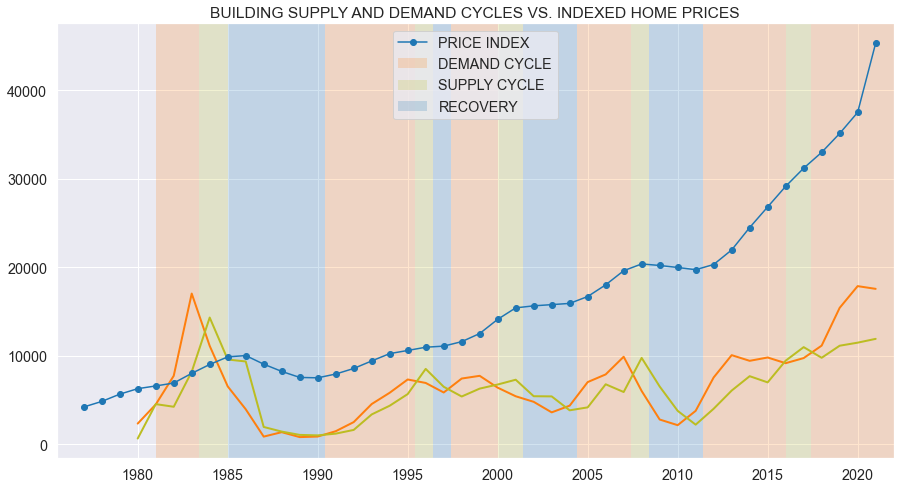 BUILDING SUPPLY AND DEMAND CYCLES VS. INDEXED HOME PRICES
PRICE INDEX
DEMAND CYCLE
SUPPLY CYCLE
RECOVERY
40000
30000
20000
10000
0
1980 1985 1990 1995 2000 2005 2010 2015 2020